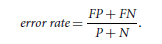 error rate = FP + FN / P + N .